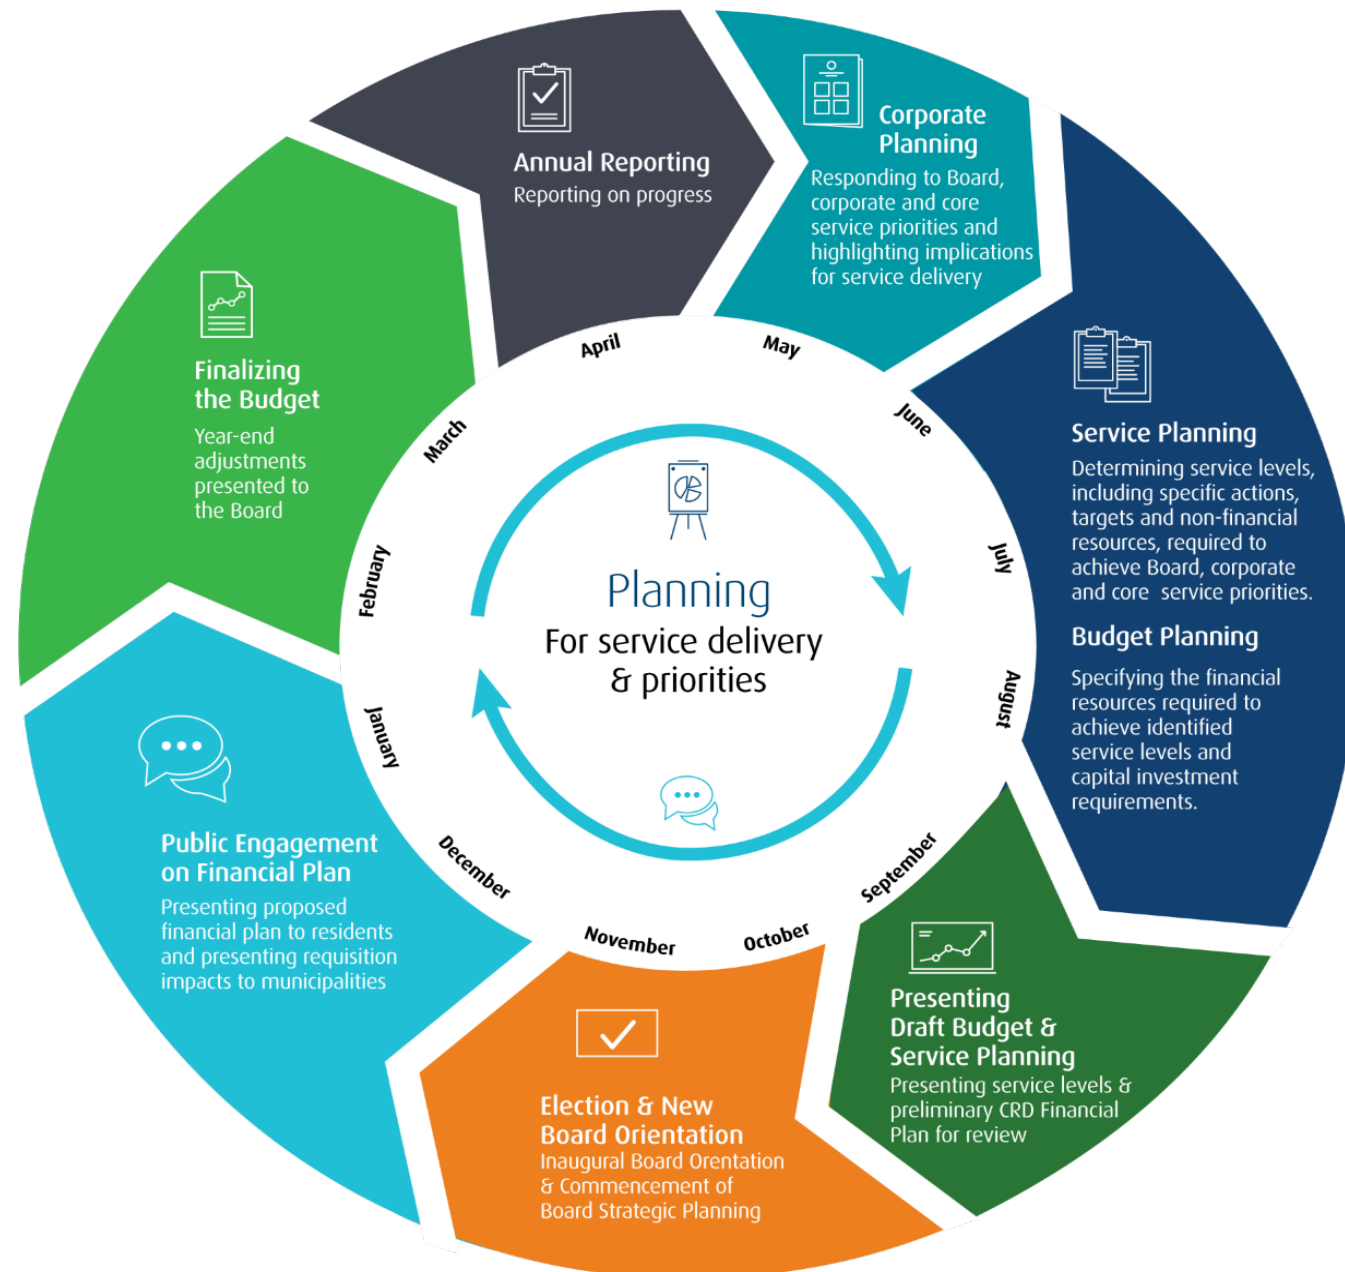 Annual Reporting
Reporting on progress
Corporate
Planning
Responding to Board,
corporate and core
service priorities and
highlighting implications
for service delivery
Service Planning
Determining service levels,
including specific actions,
targets and non-financial
resources, required to
achieve Board, corporate
and core service priorities.
Budget Planning
Specifying the financial
resources required to
achieve identified
service levels and
capital investment
requirements.
Presenting
Draft Budget &
Service Planning
Presenting service levels &
preliminary CRD Financial
Plan for review
Election & New
Board Orientation
Inaugural Board Orentation
& Commencement of
Board Strategic Planning
Public Engagement
on Financial Plan
Presenting proposed
financial plan to residents
and presenting requisition
impacts to municipalities
Finalizing
the Budget
Year-end
adjustments
presented to
the Board
April
May
June
July
August
September
October
November
December
January
February
March
Planning
For service delivery
& priorities